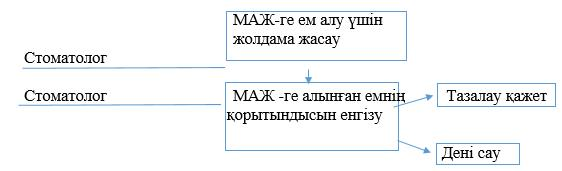 МАЖ-ге ем алу үшін
жолдама жасау
Стоматолог
Стоматолог
МАЖ -ге алынған емнің
қорытындысын енгізу
Тазалау қажет
Дені сау